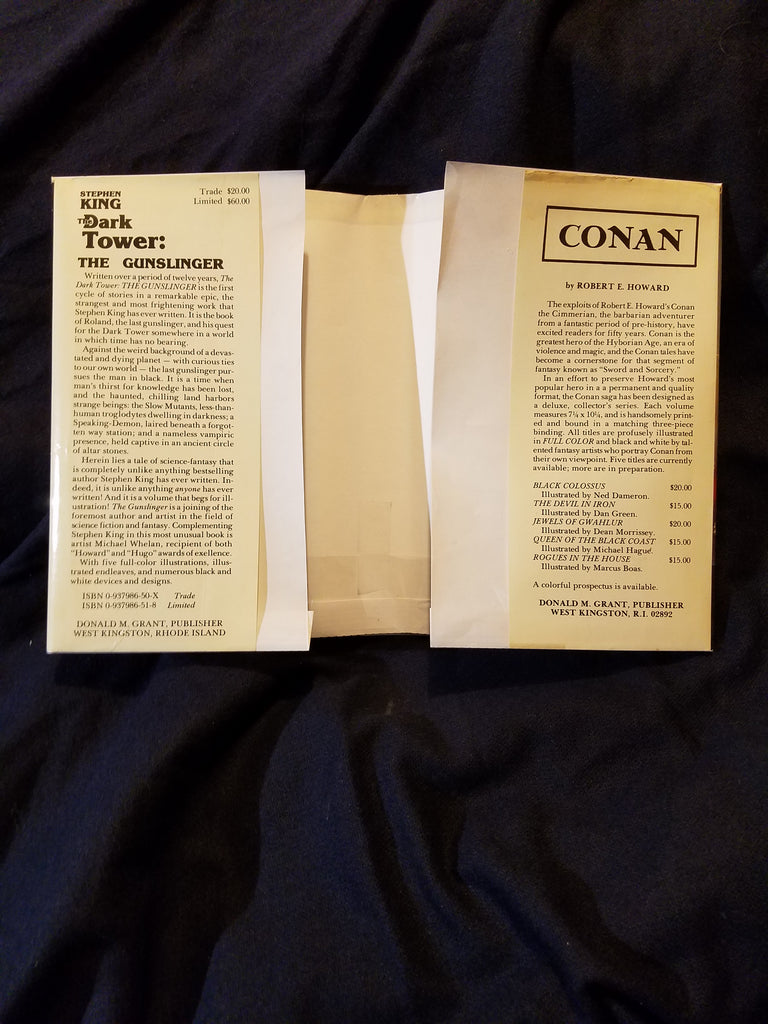 STEPHEN
KING
The Dark
Tower:
THE GUNSLINGER
Trade $20.00
Limited $60.00
Written over a period of twelve years, The
Dark Tower: THE GUNSLINGER is the first
cycle of stories in a remarkable epic, the
strangest and most frightening work that
Stephen King has ever written. It is the book
of Roland, the last gunslinger, and his quest
for the Dark Tower somewhere in a world
in which time has no bearing.
Against the weird background of a devas-
tated and dying planet — with curious ties
to our own world — the last gunslinger pur-
sues the man in black. It is a time when
man's thirst for knowledge has been lost,
and the haunted, chilling land harbors
strange beings: the Slow Mutants, less-than-
human troglodytes dwelling in darkness; a
Speaking-Demon, laired beneath a forgot-
ten way station; and a nameless vampiric
presence, held captive in an ancient circle
of altar stones.
Herein lies a tale of science-fantasy that
is completely unlike anything bestselling
author Stephen King has ever written. In-
deed, it is unlike anything anyone has ever
written! And it is a volume that begs for ill-
ustration! The Gunslinger is a joining of the
foremost author and artist in the field of
science fiction and fantasy. Complementing
Stephen King in this most unusual book is
artist Michael Whelan, recipient of both
"Howard" and "Hugo" awards of exellence.
With five full-color illustrations, illus-
trated endleaves, and numerous black and
white devices and designs.
ISBN 0-937986-50-X Trade
ISBN 0-937986-51-8 Limited
DONALD M. GRANT, PUBLISHER
WEST KINGSTON, RHODE ISLAND
CONAN
by ROBERT E. HOWARD
The exploits of Robert E. Howard's Conan
the Cimmerian, the barbarian adventurer
from a fantastic period of pre-history, have
excited readers for fifty years. Conan is the
greatest hero of the Hyborian Age, an era of
violence and magic, and the Conan tales have
become a cornerstone for that segment of
fantasy known as "Sword and Sorcery."
In an effort to preserve Howard's most
popular hero in a a permanent and quality
format, the Conan saga has been designed as
a deluxe, collector's series. Each volume
measures 7¼ x 10¼, and is handsomely print-
ed and bound in a matching three-piece
binding. All titles are profusely illustrated
in FULL COLOR and black and white by tal-
ented fantasy artists who portray Conan from
their own viewpoint. Five titles are currently
available; more are in preparation.
BLACK COLOSSUS $20.00
Illustrated by Ned Dameron.
THE DEVIL IN IRON $15.00
Illustrated by Dan Green.
JEWELS OF GWAHLUR $20.00
Illustrated by Dean Morrissey.
QUEEN OF THE BLACK COAST $15.00
Illustrated by Michael Hague.
ROGUES IN THE HOUSE $15.00
Illustrated by Marcus Boas.
A colorful prospectus is available.
DONALD M. GRANT, PUBLISHER
WEST KINGSTON, R.I. 02892